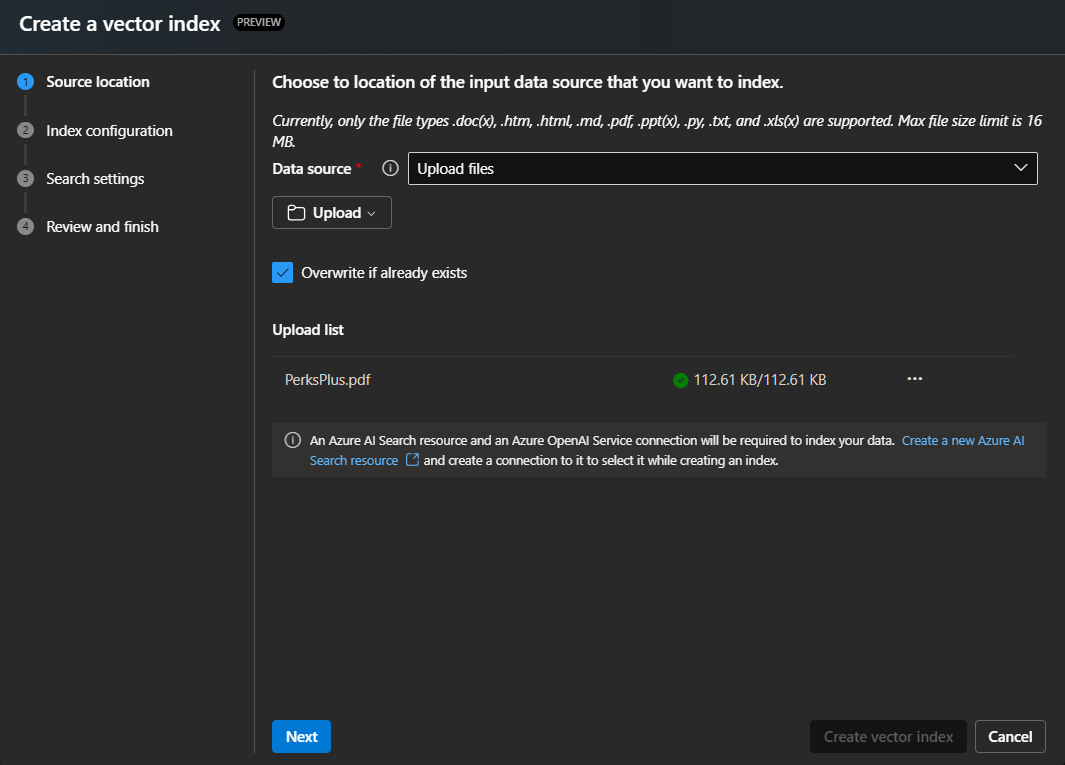 Create a vector index PREVIEW
1 Source location
2 Index configuration
3 Search settings
4 Review and finish
Choose to location of the input data source that you want to index.
Currently, only the file types .doc(x), .htm, .html, .md, .pdf, .ppt(x), .py, .txt, and .xls(x) are supported. Max file size limit is 16
MB.
Data source * Upload files
Upload
Overwrite if already exists
Upload list
PerksPlus.pdf 112.61 KB/112.61 KB
An Azure AI Search resource and an Azure OpenAI Service connection will be required to index your data. Create a new Azure AI
Search resource and create a connection to it to select it while creating an index.
Next Create vector index Cancel